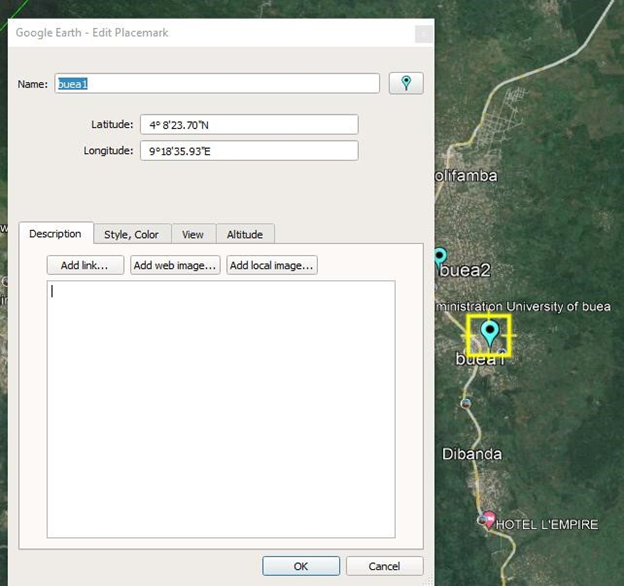 Google Earth - Edit Placemark
Name: buea1
Latitude: 4° 8'23.70"N
Longitude: 9°18'35.93"E
Description Style, Color View Altitude
Add link... Add web image... Add local image...
OK Cancel
olifamba
buea2
ministration University of buea
buea1
Dibanda
HOTEL L'EMPIRE